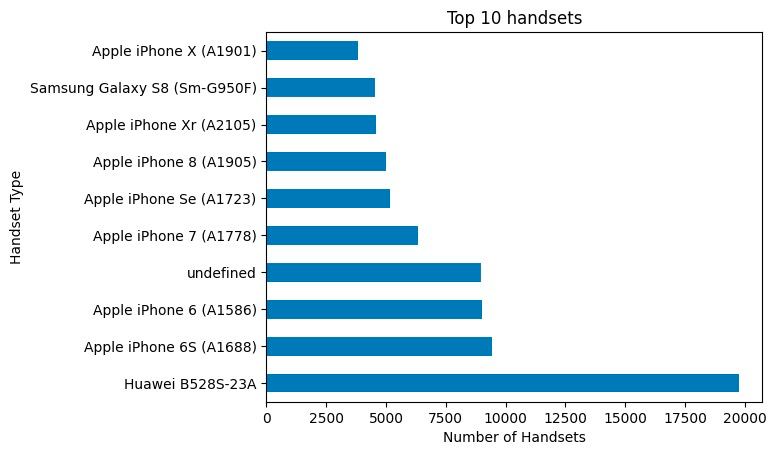 Top 10 handsets
Handset Type
Apple iPhone X (A1901)
Samsung Galaxy S8 (Sm-G950F)
Apple iPhone Xr (A2105)
Apple iPhone 8 (A1905)
Apple iPhone Se (A1723)
Apple iPhone 7 (A1778)
undefined
Apple iPhone 6 (A1586)
Apple iPhone 6S (A1688)
Huawei B528S-23A
0 2500 5000 7500 10000 12500 15000 17500 20000
Number of Handsets